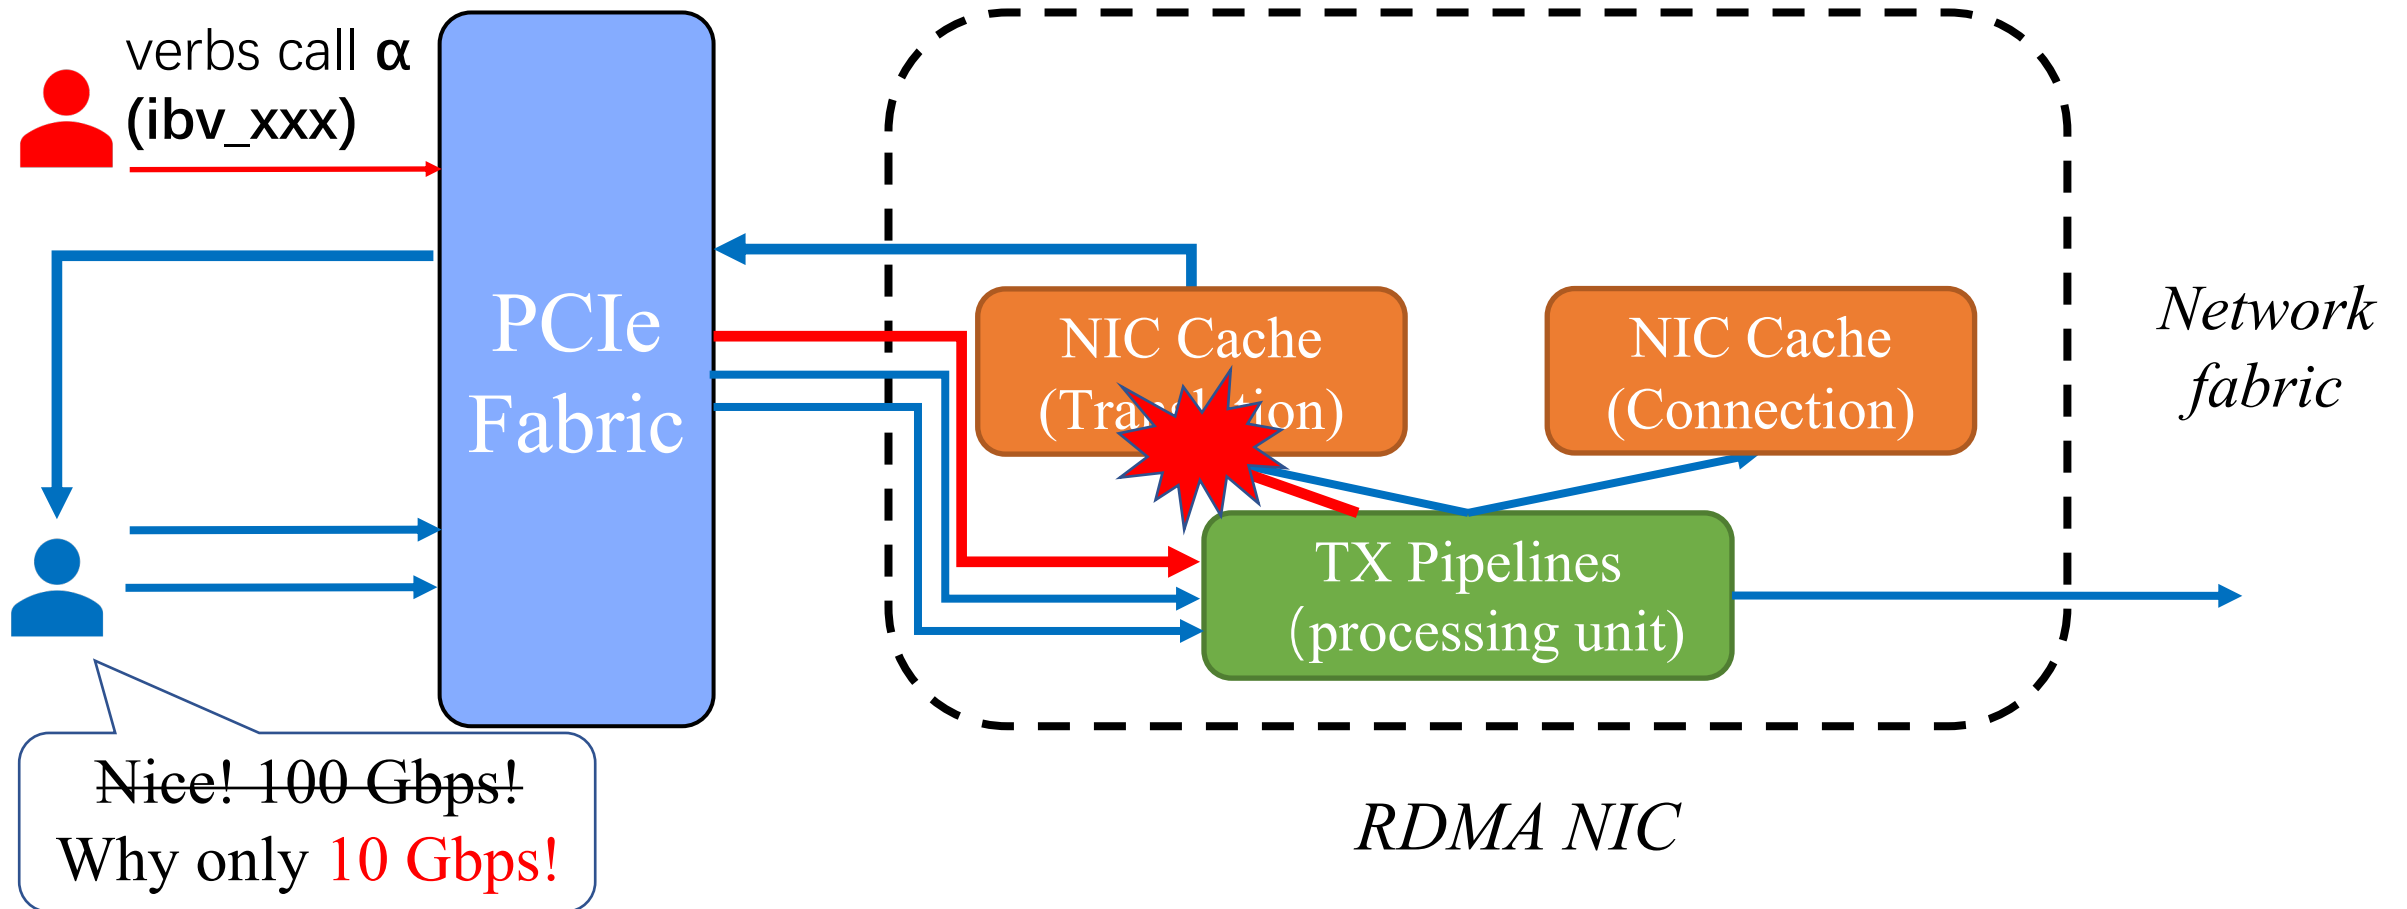 verbs call α
(ibv_xxx)
PCIe
Fabric
NIC Cache
NIC Cache
(Connection)
TX Pipelines
(processing unit)
Network
fabric
Nice! 100 Gbps!
Why only 10 Gbps!
RDMA NIC